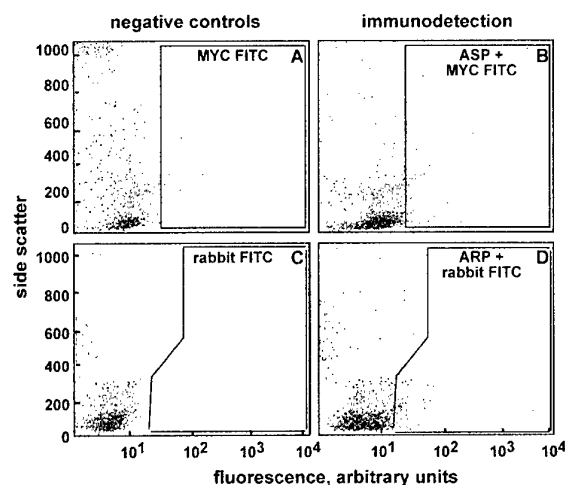 negative controls
immunodetection
side scatter
1000
800
600
400
200
0
MYC FITC
A
ASP +
MYC FITC
B
1000
800
600
400
200
0
rabbit FITC
C
ARP +
rabbit FITC
D
10¹ 10² 10³ 10⁴
10¹ 10² 10³ 10⁴
fluorescence, arbitrary units